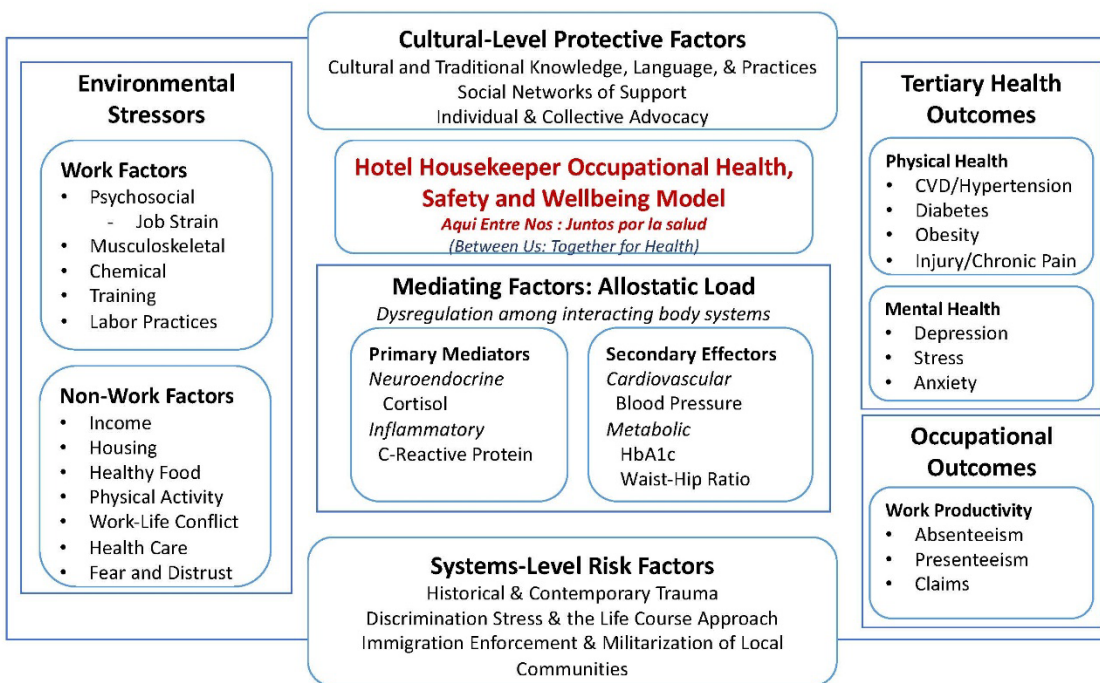 Cultural-Level Protective Factors
Cultural and Traditional Knowledge, Language, & Practices
Social Networks of Support
Individual & Collective Advocacy
Environmental
Stressors
Work Factors
• Psychosocial
- Job Strain
• Musculoskeletal
• Chemical
• Training
• Labor Practices
Non-Work Factors
• Income
• Housing
• Healthy Food
• Physical Activity
• Work-Life Conflict
• Health Care
• Fear and Distrust
Hotel Housekeeper Occupational Health,
Safety and Wellbeing Model
Aqui Entre Nos : Juntos por la salud
(Between Us: Together for Health)
Mediating Factors: Allostatic Load
Dysregulation among interacting body systems
Primary Mediators
Neuroendocrine
Cortisol
Inflammatory
C-Reactive Protein
Secondary Effectors
Cardiovascular
Blood Pressure
Metabolic
HbA1c
Waist-Hip Ratio
Systems-Level Risk Factors
Historical & Contemporary Trauma
Discrimination Stress & the Life Course Approach
Immigration Enforcement & Militarization of Local
Communities
Tertiary Health
Outcomes
Physical Health
• CVD/Hypertension
• Diabetes
• Obesity
• Injury/Chronic Pain
Mental Health
• Depression
• Stress
• Anxiety
Occupational
Outcomes
Work Productivity
• Absenteeism
• Presenteeism
• Claims